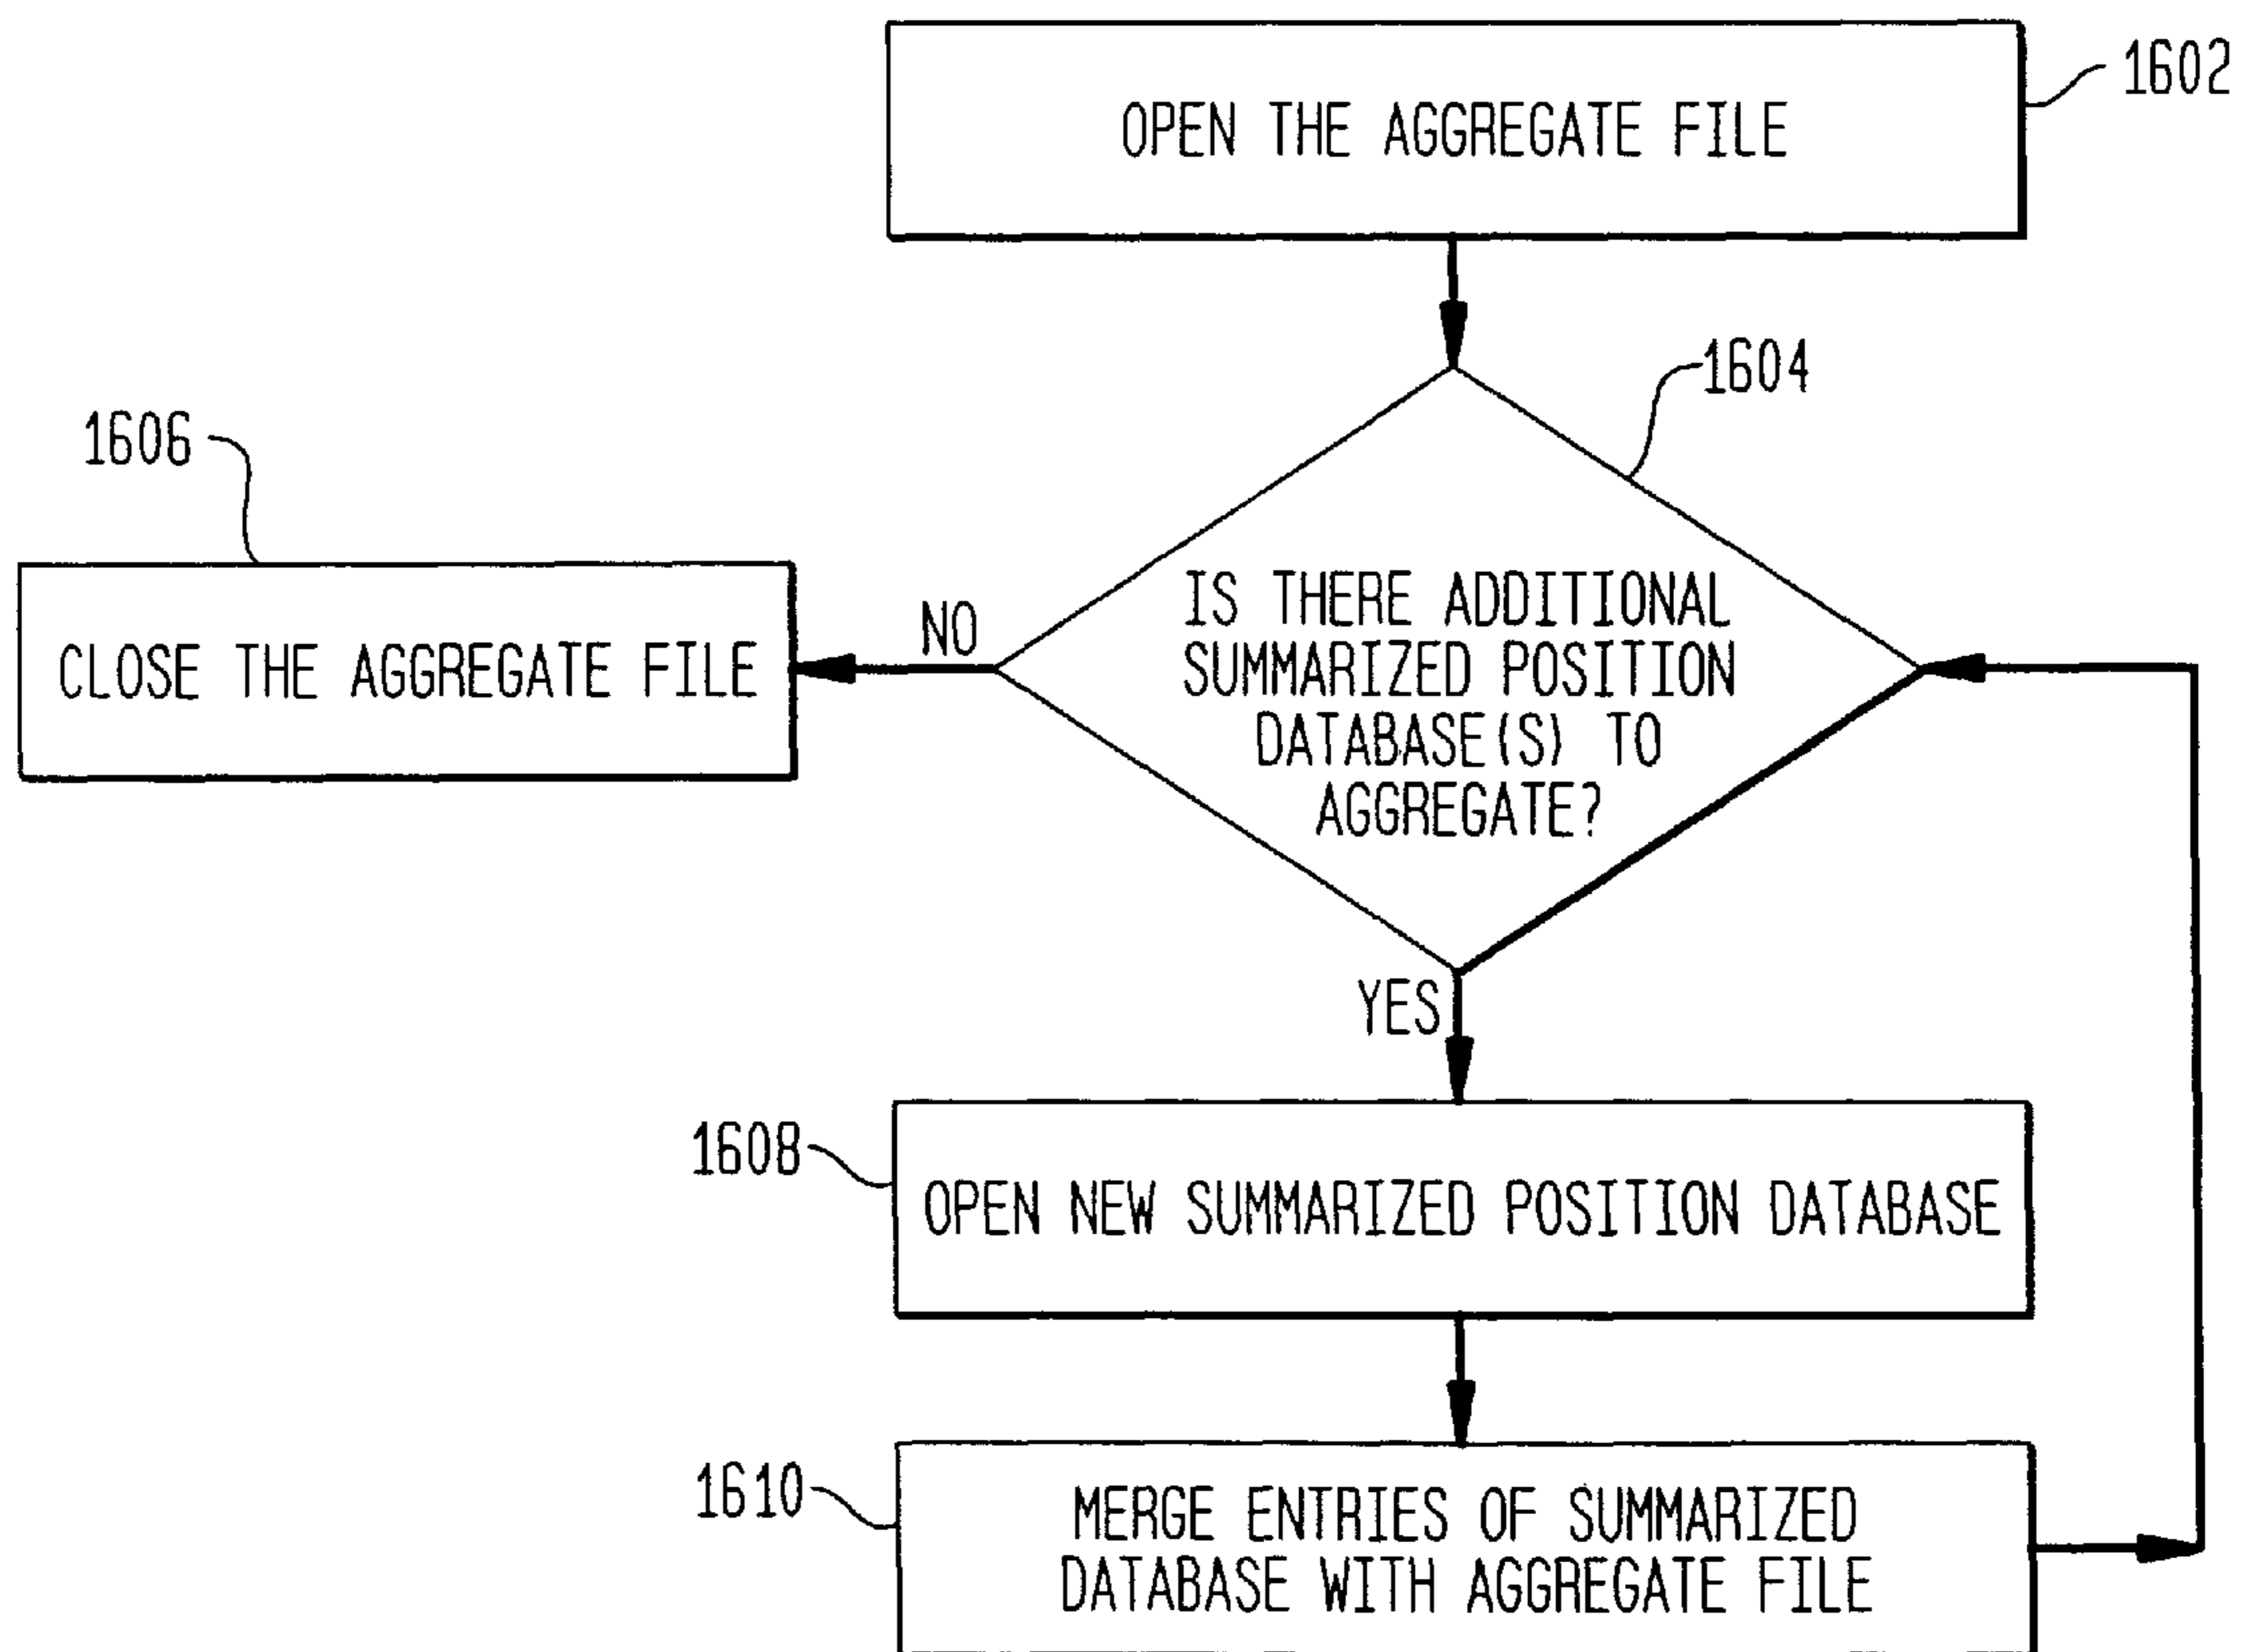 1602
OPEN THE AGGREGATE FILE
1604
1606
IS THERE ADDITIONAL
SUMMARIZED POSITION
DATABASE(S) TO
AGGREGATE?
NO
CLOSE THE AGGREGATE FILE
YES
1608
OPEN NEW SUMMARIZED POSITION DATABASE
1610
MERGE ENTRIES OF SUMMARIZED
DATABASE WITH AGGREGATE FILE